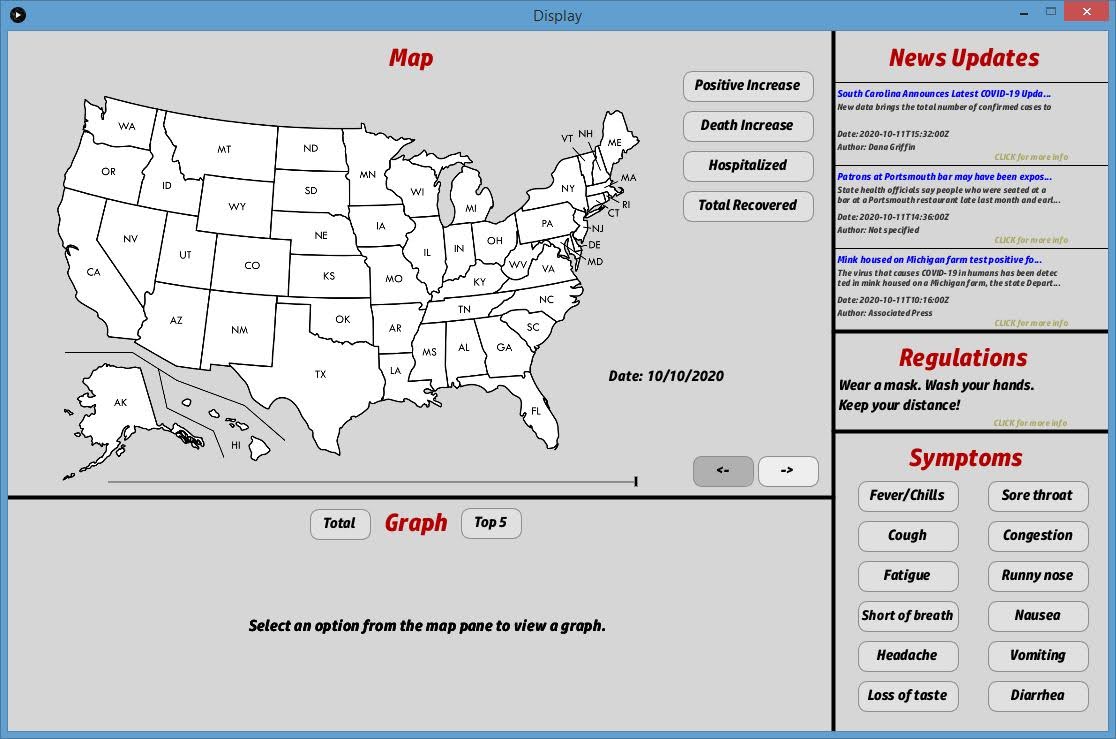 Display
Map
Positive Increase
Death Increase
Hospitalized
Total Recovered
WA
OR
CA
ID
NV
MT
WY
UT
AZ
CO
NM
ND
SD
NE
KS
OK
TX
MN
IA
MO
AR
LA
WI
IL
MI
IN
OH
KY
TN
MS
AL
GA
FL
SC
NC
VA
WV
PA
NY
VT
NH
ME
MA
RI
CT
NJ
DE
MD
AK
HI
Date: 10/10/2020
<-
->
Total
Graph
Top 5
Select an option from the map pane to view a graph.
News Updates
South Carolina Announces Latest COVID-19 Upda...
New data brings the total number of confirmed cases to
Date: 2020-10-11T15:32:00Z
Author: Dana Griffin
CLICK for more info
Patrons at Portsmouth bar may have been expos...
State health officials say people who were seated at a
bar at a Portsmouth restaurant late last month and earl...
Date: 2020-10-11T14:36:00Z
Author: Not specified
CLICK for more info
Mink housed on Michigan farm test positive fo...
The virus that causes COVID-19 in humans has been detec
ted in mink housed on a Michigan farm, the state Depart...
Date: 2020-10-11T10:16:00Z
Author: Associated Press
CLICK for more info
Regulations
Wear a mask. Wash your hands.
Keep your distance!
CLICK for more info
Symptoms
Fever/Chills
Sore throat
Cough
Congestion
Fatigue
Runny nose
Short of breath
Nausea
Headache
Vomiting
Loss of taste
Diarrhea